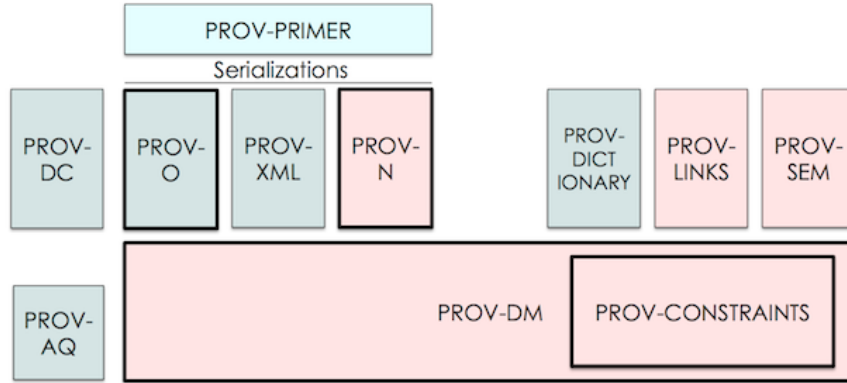 PROV-PRIMER
Serializations
PROV-
DC
PROV-
O
PROV-
XML
PROV-
N
PROV-
DICT
IONARY
PROV-
LINKS
PROV-
SEM
PROV-
AQ
PROV-DM
PROV-CONSTRAINTS